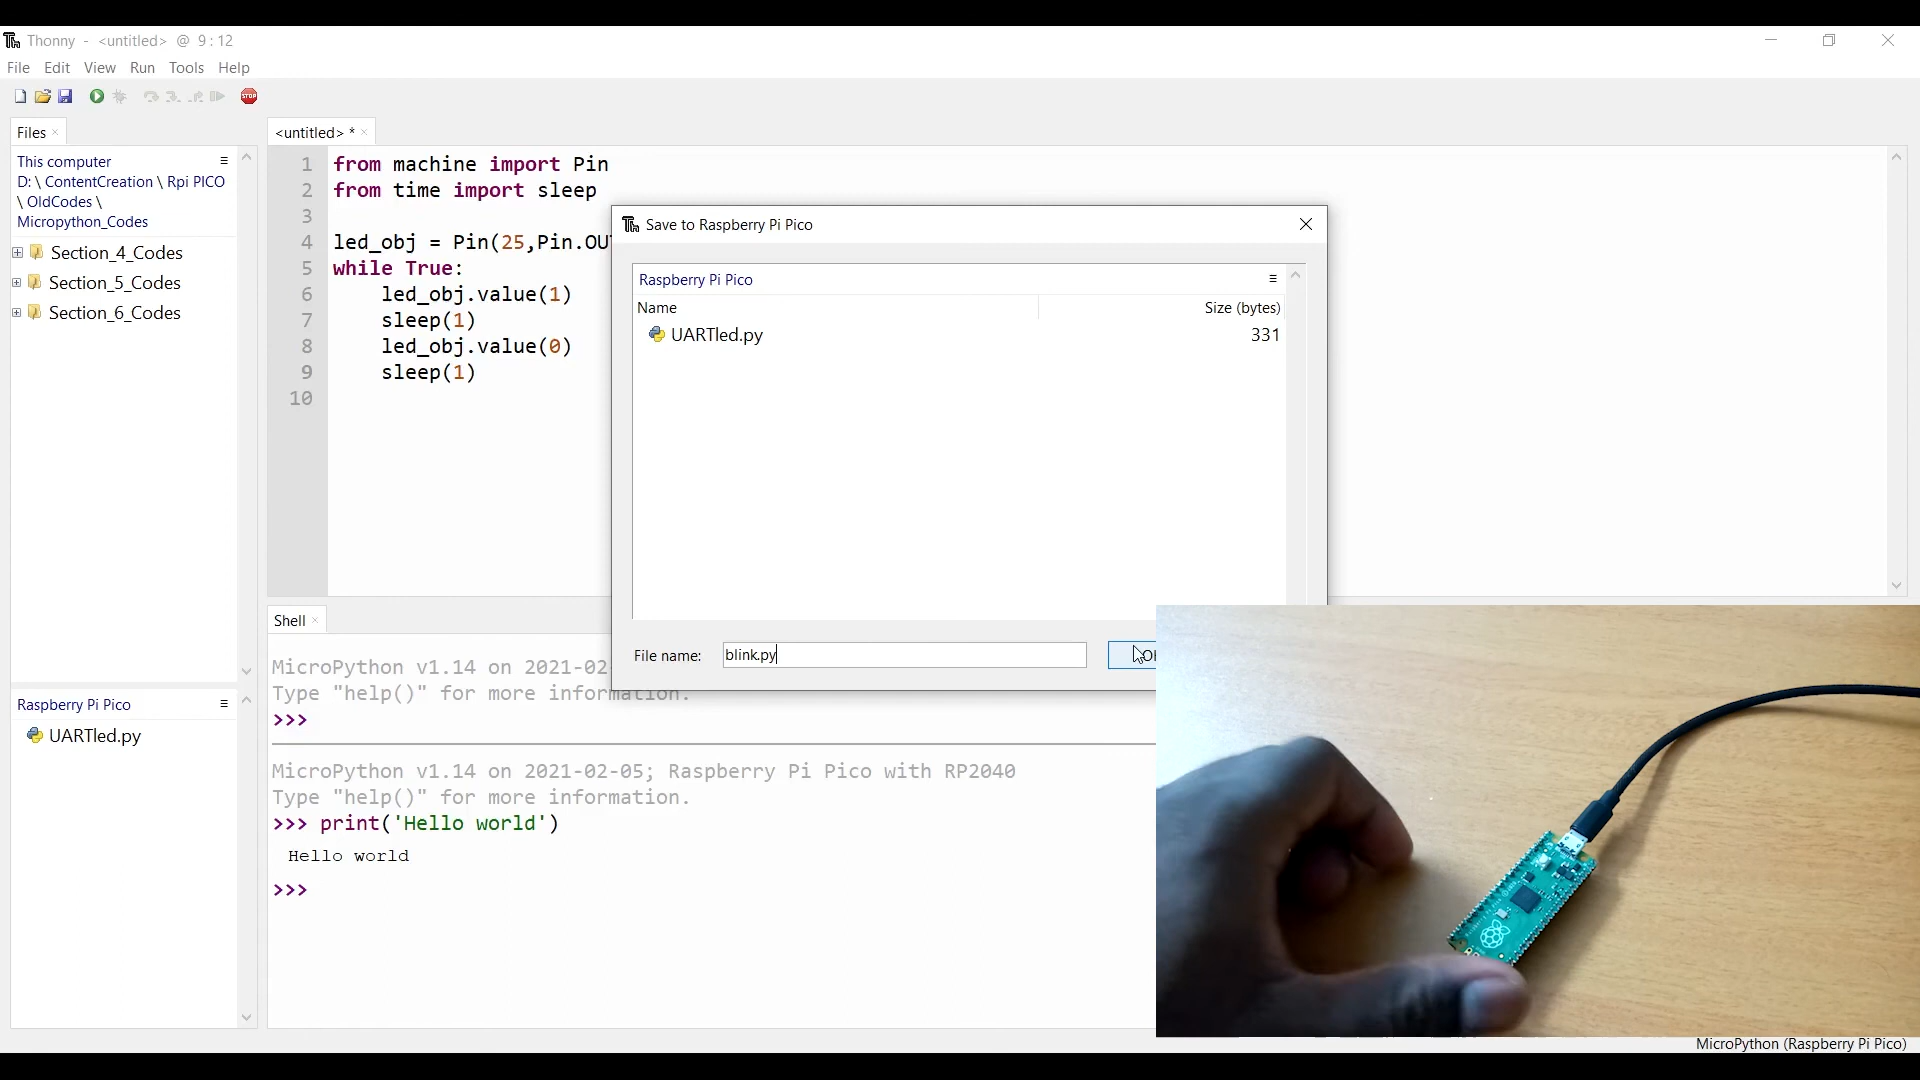 Thonny - <untitled> @ 9:12
File Edit View Run Tools Help
STOP
Files
This computer
D: \ ContentCreation \ Rpi PICO
\ OldCodes \
Micropython_Codes
Section_4_Codes
Section_5_Codes
Section_6_Codes
Raspberry Pi Pico
UARTled.py
<untitled> *
1 from machine import Pin
2 from time import sleep
3
4 led_obj = Pin(25,Pin.OU
5 while True:
6 led_obj.value(1)
7 sleep(1)
8 led_obj.value(0)
9 sleep(1)
10
Save to Raspberry Pi Pico
Raspberry Pi Pico
Name Size (bytes)
UARTled.py 331
File name: blink.py
Shell
MicroPython v1.14 on 2021-02-
Type "help()" for more information.
>>>
MicroPython v1.14 on 2021-02-05; Raspberry Pi Pico with RP2040
Type "help()" for more information.
>>> print('Hello world')
Hello world
>>>
MicroPython (Raspberry Pi Pico)